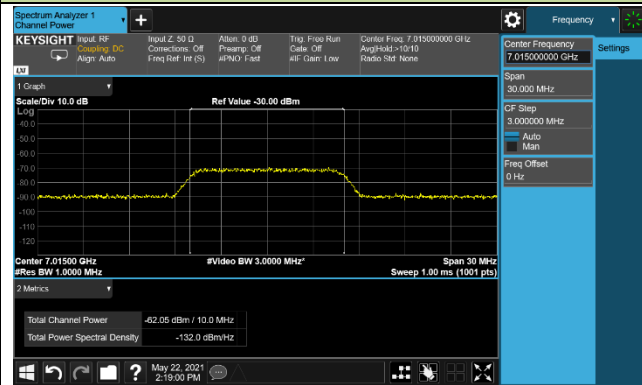 Spectrum Analyzer 1
Channel Power
Frequency
KEYSIGHT
Input: RF
Coupling: DC
Align: Auto
Input Z: 50 Ω
Corrections: Off
Freq Ref: Int (S)
Atten: 0 dB
Preamp: Off
#PNO: Fast
Trig: Free Run
Gate: Off
#IF Gain: Low
Center Freq: 7.015000000 GHz
Avg|Hold:>10/10
Radio Std: None
LXI
Center Frequency
7.015000000 GHz
Settings
Span
30.000 MHz
CF Step
3.000000 MHz
Auto
Man
Freq Offset
0 Hz
1 Graph
Scale/Div 10.0 dB
Ref Value -30.00 dBm
Log
-40.0
-50.0
-60.0
-70.0
-80.0
-90.0
-100
-110
-120
Center 7.01500 GHz
#Video BW 3.0000 MHz*
Span 30 MHz
#Res BW 1.0000 MHz
Sweep 1.00 ms (1001 pts)
2 Metrics
Total Channel Power
-62.05 dBm / 10.0 MHz
Total Power Spectral Density
-132.0 dBm/Hz
May 22, 2021
2:19:00 PM